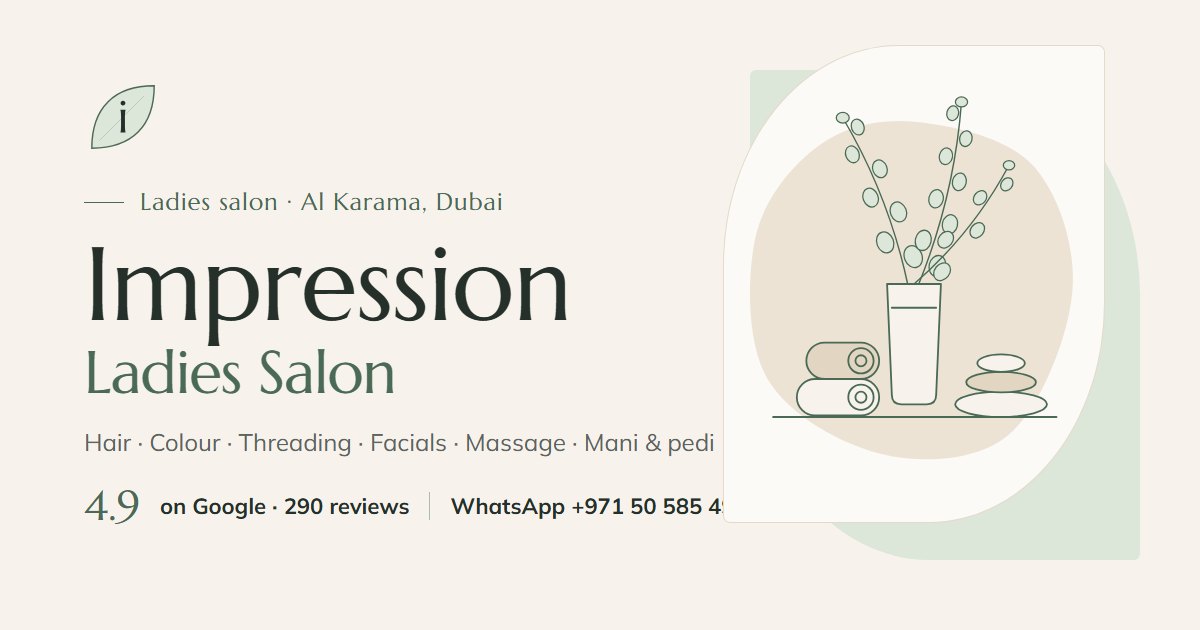 i
Ladies salon · Al Karama, Dubai
Impression
Ladies Salon
Hair · Colour · Threading · Facials · Massage · Mani & pedi
4.9 on Google · 290 reviews | WhatsApp +971 50 585